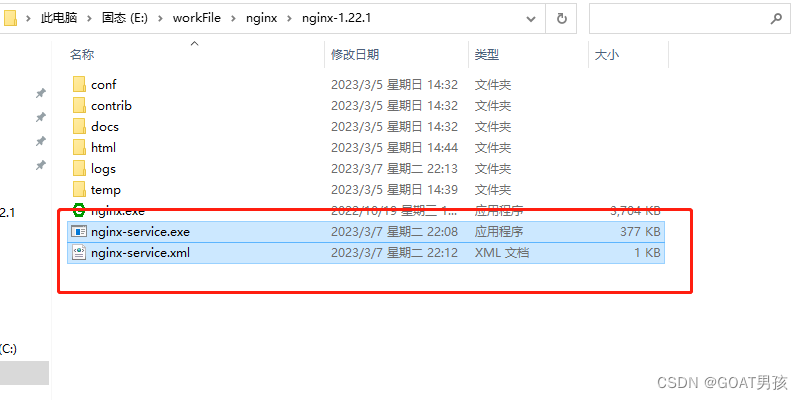 此电脑 > 固态 (E:) > workFile > nginx > nginx-1.22.1
名称 修改日期 类型 大小
conf 2023/3/5 星期日 14:32 文件夹
contrib 2023/3/5 星期日 14:32 文件夹
docs 2023/3/5 星期日 14:32 文件夹
html 2023/3/5 星期日 14:44 文件夹
logs 2023/3/7 星期二 22:13 文件夹
temp 2023/3/5 星期日 14:39 文件夹
2.1
nginx.exe 2022/10/19 星期三 1... 应用程序 3,704 KB
nginx-service.exe 2023/3/7 星期二 22:08 应用程序 377 KB
nginx-service.xml 2023/3/7 星期二 22:12 XML 文档 1 KB
(C:)
CSDN @GOAT男孩